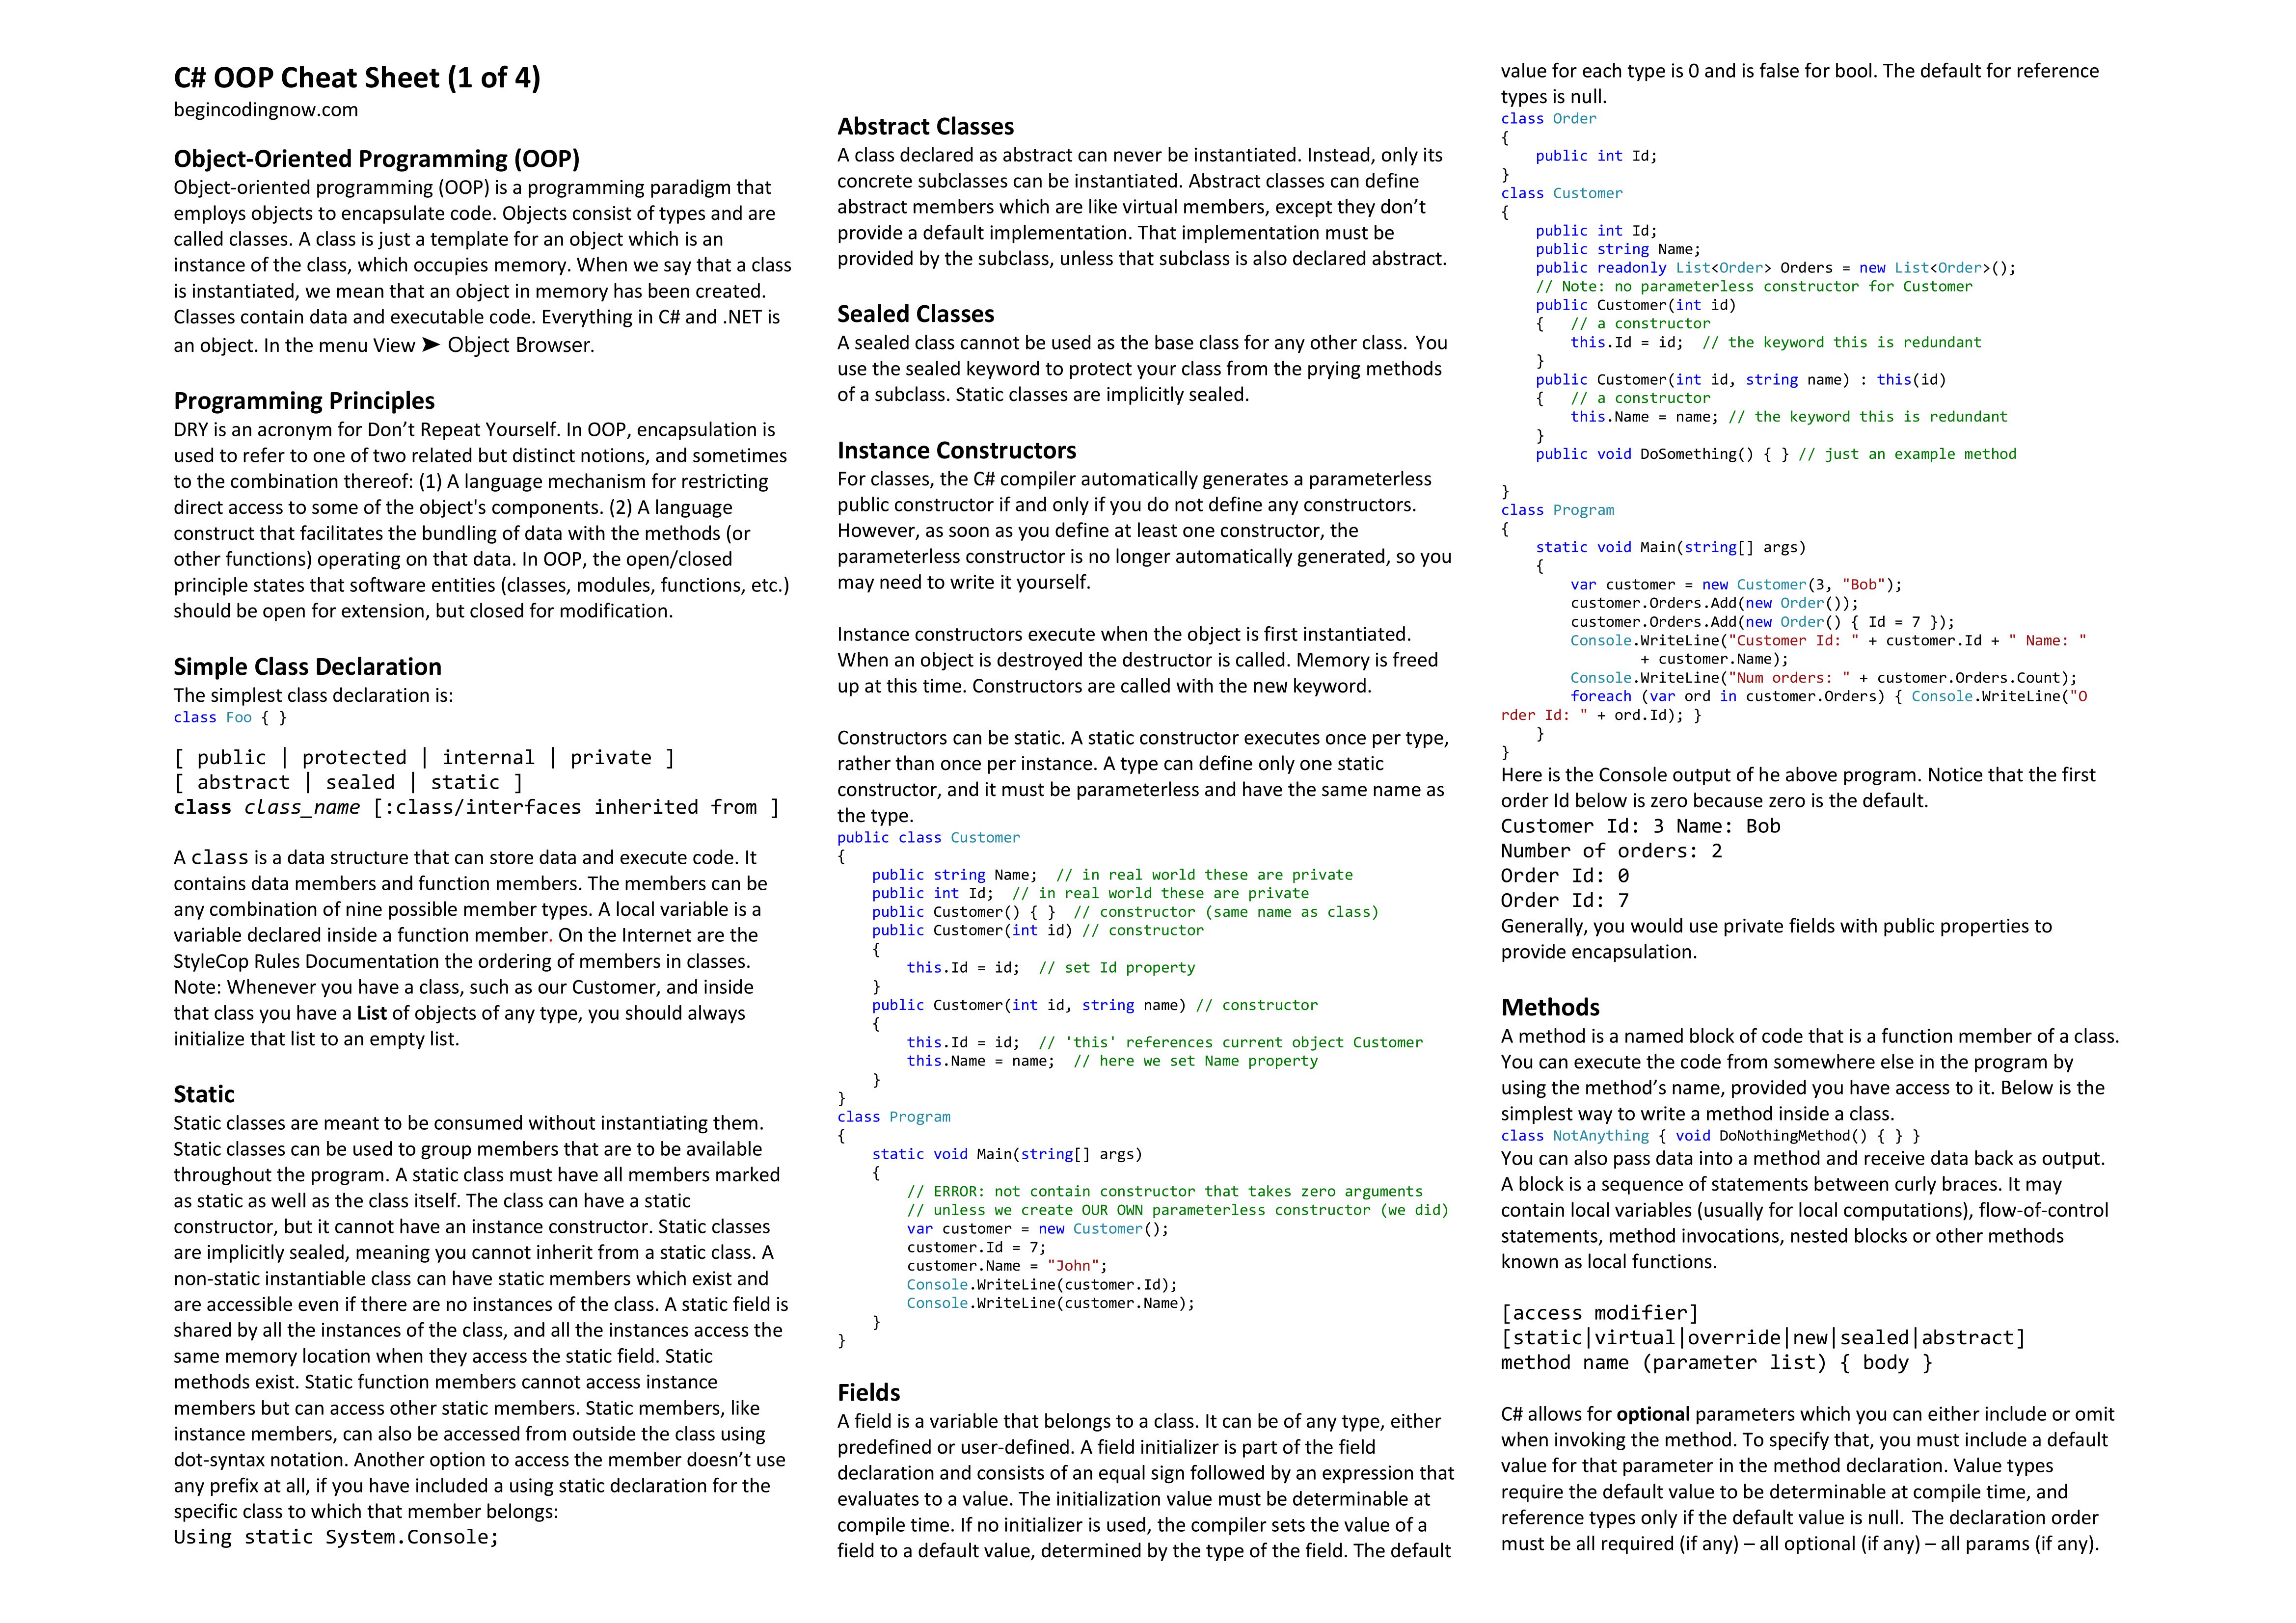 C# OOP Cheat Sheet (1 of 4)
begincodingnow.com
Object-Oriented Programming (OOP)
Object-oriented programming (OOP) is a programming paradigm that
employs objects to encapsulate code. Objects consist of types and are
called classes. A class is just a template for an object which is an
instance of the class, which occupies memory. When we say that a class
is instantiated, we mean that an object in memory has been created.
Classes contain data and executable code. Everything in C# and .NET is
an object. In the menu View ➤ Object Browser.
Programming Principles
DRY is an acronym for Don’t Repeat Yourself. In OOP, encapsulation is
used to refer to one of two related but distinct notions, and sometimes
to the combination thereof: (1) A language mechanism for restricting
direct access to some of the object's components. (2) A language
construct that facilitates the bundling of data with the methods (or
other functions) operating on that data. In OOP, the open/closed
principle states that software entities (classes, modules, functions, etc.)
should be open for extension, but closed for modification.
Simple Class Declaration
The simplest class declaration is:
class Foo { }
[ public | protected | internal | private ]
[ abstract | sealed | static ]
class class_name [:class/interfaces inherited from ]
A class is a data structure that can store data and execute code. It
contains data members and function members. The members can be
any combination of nine possible member types. A local variable is a
variable declared inside a function member. On the Internet are the
StyleCop Rules Documentation the ordering of members in classes.
Note: Whenever you have a class, such as our Customer, and inside
that class you have a List of objects of any type, you should always
initialize that list to an empty list.
Static
Static classes are meant to be consumed without instantiating them.
Static classes can be used to group members that are to be available
throughout the program. A static class must have all members marked
as static as well as the class itself. The class can have a static
constructor, but it cannot have an instance constructor. Static classes
are implicitly sealed, meaning you cannot inherit from a static class. A
non-static instantiable class can have static members which exist and
are accessible even if there are no instances of the class. A static field is
shared by all the instances of the class, and all the instances access the
same memory location when they access the static field. Static
methods exist. Static function members cannot access instance
members but can access other static members. Static members, like
instance members, can also be accessed from outside the class using
dot-syntax notation. Another option to access the member doesn’t use
any prefix at all, if you have included a using static declaration for the
specific class to which that member belongs:
Using static System.Console;
Abstract Classes
A class declared as abstract can never be instantiated. Instead, only its
concrete subclasses can be instantiated. Abstract classes can define
abstract members which are like virtual members, except they don’t
provide a default implementation. That implementation must be
provided by the subclass, unless that subclass is also declared abstract.
Sealed Classes
A sealed class cannot be used as the base class for any other class. You
use the sealed keyword to protect your class from the prying methods
of a subclass. Static classes are implicitly sealed.
Instance Constructors
For classes, the C# compiler automatically generates a parameterless
public constructor if and only if you do not define any constructors.
However, as soon as you define at least one constructor, the
parameterless constructor is no longer automatically generated, so you
may need to write it yourself.
Instance constructors execute when the object is first instantiated.
When an object is destroyed the destructor is called. Memory is freed
up at this time. Constructors are called with the new keyword.
Constructors can be static. A static constructor executes once per type,
rather than once per instance. A type can define only one static
constructor, and it must be parameterless and have the same name as
the type.
public class Customer
{
    public string Name;  // in real world these are private
    public int Id;  // in real world these are private
    public Customer() { }  // constructor (same name as class)
    public Customer(int id) // constructor
    {
        this.Id = id;  // set Id property
    }
    public Customer(int id, string name) // constructor
    {
        this.Id = id;  // 'this' references current object Customer
        this.Name = name;  // here we set Name property
    }
}
class Program
{
    static void Main(string[] args)
    {
        // ERROR: not contain constructor that takes zero arguments
        // unless we create OUR OWN parameterless constructor (we did)
        var customer = new Customer();
        customer.Id = 7;
        customer.Name = "John";
        Console.WriteLine(customer.Id);
        Console.WriteLine(customer.Name);
    }
}
Fields
A field is a variable that belongs to a class. It can be of any type, either
predefined or user-defined. A field initializer is part of the field
declaration and consists of an equal sign followed by an expression that
evaluates to a value. The initialization value must be determinable at
compile time. If no initializer is used, the compiler sets the value of a
field to a default value, determined by the type of the field. The default
value for each type is 0 and is false for bool. The default for reference
types is null.
class Order
{
    public int Id;
}
class Customer
{
    public int Id;
    public string Name;
    public readonly List<Order> Orders = new List<Order>();
    // Note: no parameterless constructor for Customer
    public Customer(int id)
    {   // a constructor
        this.Id = id;  // the keyword this is redundant
    }
    public Customer(int id, string name) : this(id)
    {   // a constructor
        this.Name = name; // the keyword this is redundant
    }
    public void DoSomething() { } // just an example method
}
class Program
{
    static void Main(string[] args)
    {
        var customer = new Customer(3, "Bob");
        customer.Orders.Add(new Order());
        customer.Orders.Add(new Order() { Id = 7 });
        Console.WriteLine("Customer Id: " + customer.Id + " Name: "
                + customer.Name);
        Console.WriteLine("Num orders: " + customer.Orders.Count);
        foreach (var ord in customer.Orders) { Console.WriteLine("O
rder Id: " + ord.Id); }
    }
}
Here is the Console output of he above program. Notice that the first
order Id below is zero because zero is the default.
Customer Id: 3 Name: Bob
Number of orders: 2
Order Id: 0
Order Id: 7
Generally, you would use private fields with public properties to
provide encapsulation.
Methods
A method is a named block of code that is a function member of a class.
You can execute the code from somewhere else in the program by
using the method’s name, provided you have access to it. Below is the
simplest way to write a method inside a class.
class NotAnything { void DoNothingMethod() { } }
You can also pass data into a method and receive data back as output.
A block is a sequence of statements between curly braces. It may
contain local variables (usually for local computations), flow-of-control
statements, method invocations, nested blocks or other methods
known as local functions.
[access modifier]
[static|virtual|override|new|sealed|abstract]
method name (parameter list) { body }
C# allows for optional parameters which you can either include or omit
when invoking the method. To specify that, you must include a default
value for that parameter in the method declaration. Value types
require the default value to be determinable at compile time, and
reference types only if the default value is null. The declaration order
must be all required (if any) – all optional (if any) – all params (if any).